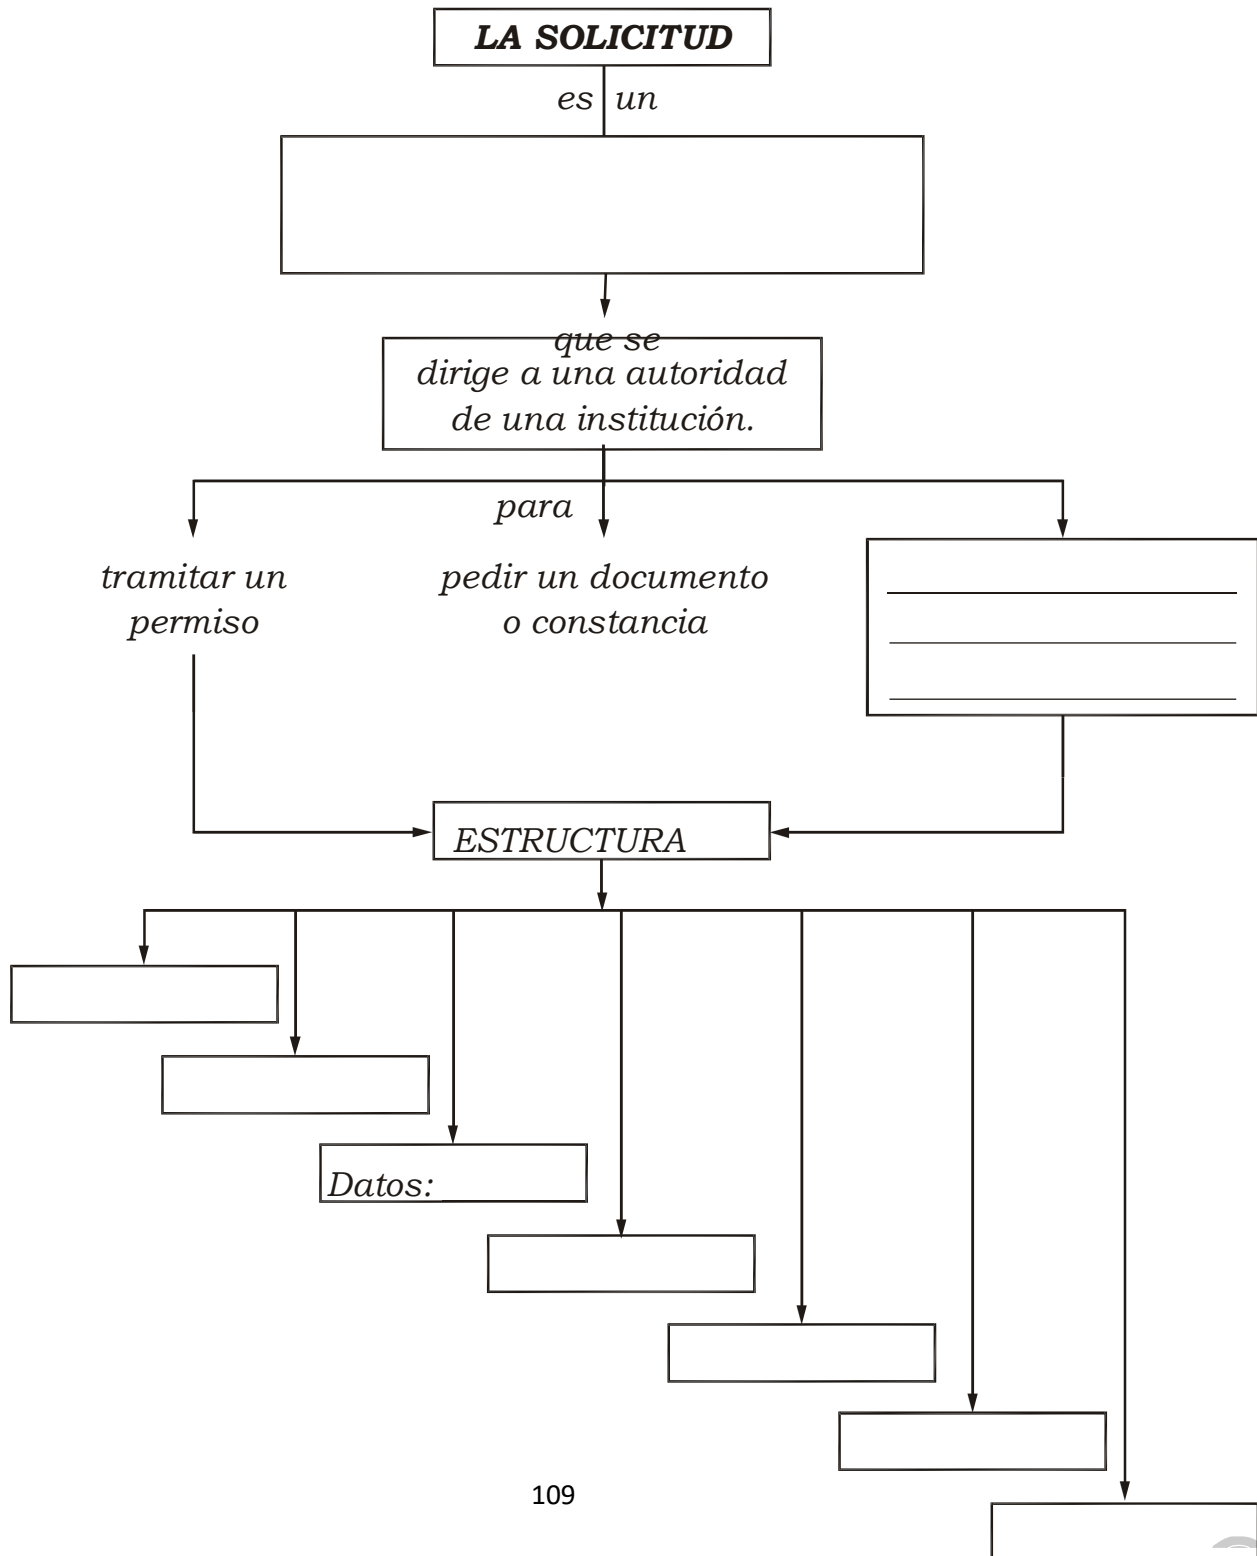 LA SOLICITUD
es un
que se
dirige a una autoridad
de una institución.
para
tramitar un
permiso
pedir un documento
o constancia
ESTRUCTURA
Datos:
109